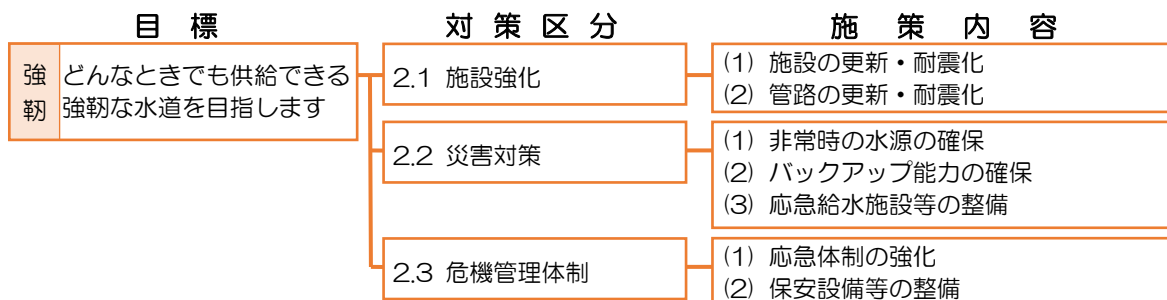 目標
対策区分
施策内容
強靭
どんなときでも供給できる
強靭な水道を目指します
2.1 施設強化
(1) 施設の更新・耐震化
(2) 管路の更新・耐震化
2.2 災害対策
(1) 非常時の水源の確保
(2) バックアップ能力の確保
(3) 応急給水施設等の整備
2.3 危機管理体制
(1) 応急体制の強化
(2) 保安設備等の整備